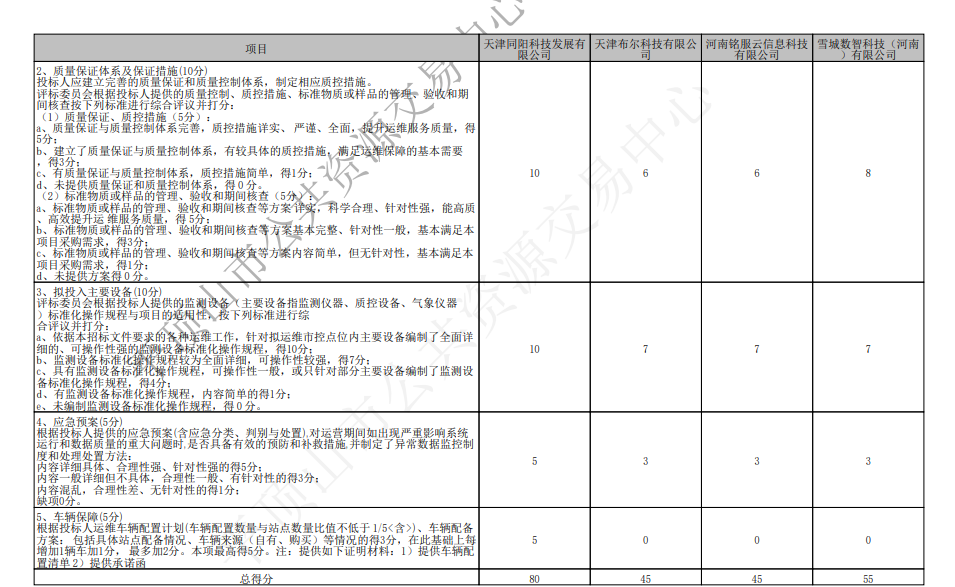 项目
天津同阳科技发展有
限公司
天津布尔科技有限公
司
河南铭服云信息科技
有限公司
雪城数智科技（河南
）有限公司
2、质量保证体系及保证措施(10分)
投标人应建立完善的质量保证和质量控制体系，制定相应质控措施。
评标委员会根据投标人提供的质量控制、质控措施、标准物质或样品的管理、验收和期
间核查按下列标准进行综合评议并打分：
（1）质量保证、质控措施（5分）：
a、质量保证与质量控制体系完善，质控措施详实、严谨、全面，提升运维服务质量，得
5分；
b、建立了质量保证与质量控制体系，有较具体的质控措施，满足运维保障的基本需要
，得3分；
c、有质量保证与质量控制体系，质控措施简单，得1分；
d、未提供质量保证和质量控制体系，得 0 分。
（2）标准物质或样品的管理、验收和期间核查（5分）：
a、标准物质或样品的管理、验收和期间核查等方案详实，科学合理、针对性强，能高质
、高效提升运 维服务质量，得 5分；
b、标准物质或样品的管理、验收和期间核查等方案基本完整、针对性一般，基本满足本
项目采购需求，得3分；
c、标准物质或样品的管理、验收和期间核查等方案内容简单，但无针对性，基本满足本
项目采购需求，得1分；
d、未提供方案得 0 分。
10
6
6
8
3、拟投入主要设备(10分)
评标委员会根据投标人提供的监测设备（主要设备指监测仪器、质控设备、气象仪器
）标准化操作规程与项目的适用性，按下列标准进行综
合评议并打分：
a、依据本招标文件要求的各种运维工作，针对拟运维市控点位内主要设备编制了全面详
细的、可操作性强的监测设备标准化操作规程，得10分；
b、监测设备标准化操作规程较为全面详细，可操作性较强，得7分；
c、具有监测设备标准化操作规程，可操作性一般，或只针对部分主要设备编制了监测设
备标准化操作规程，得4分；
d、有监测设备标准化操作规程，内容简单的得1分；
e、未编制监测设备标准化操作规程，得 0 分。
10
7
7
7
4、应急预案(5分)
根据投标人提供的应急预案(含应急分类、判别与处置),对运营期间如出现严重影响系统
运行和数据质量的重大问题时,是否具备有效的预防和补救措施,并制定了异常数据监控制
度和处理处置方法：
内容详细具体、合理性强、针对性强的得5分；
内容一般详细但不具体，合理性一般、有针对性的得3分；
内容混乱，合理性差、无针对性的得1分；
缺项0分。
5
3
3
3
5、车辆保障(5分)
根据投标人运维车辆配置计划(车辆配置数量与站点数量比值不低于 1/5<含>)、车辆配备
方案： 包括具体站点配备情况、车辆来源（自有、购买）等情况的得3分，在此基础上每
增加1辆车加1分， 最多加2分。本项最高得5分。注：提供如下证明材料：1）提供车辆配
置清单 2）提供承诺函
5
0
0
0
总得分
80
45
45
55
顶山市公共资源交易中心
顶山市公共资源交易中心